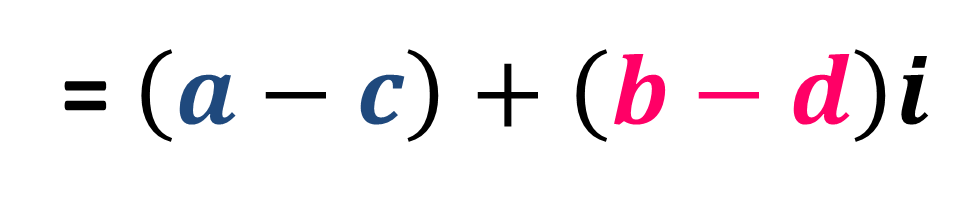 = (a − c) + (b − d)i